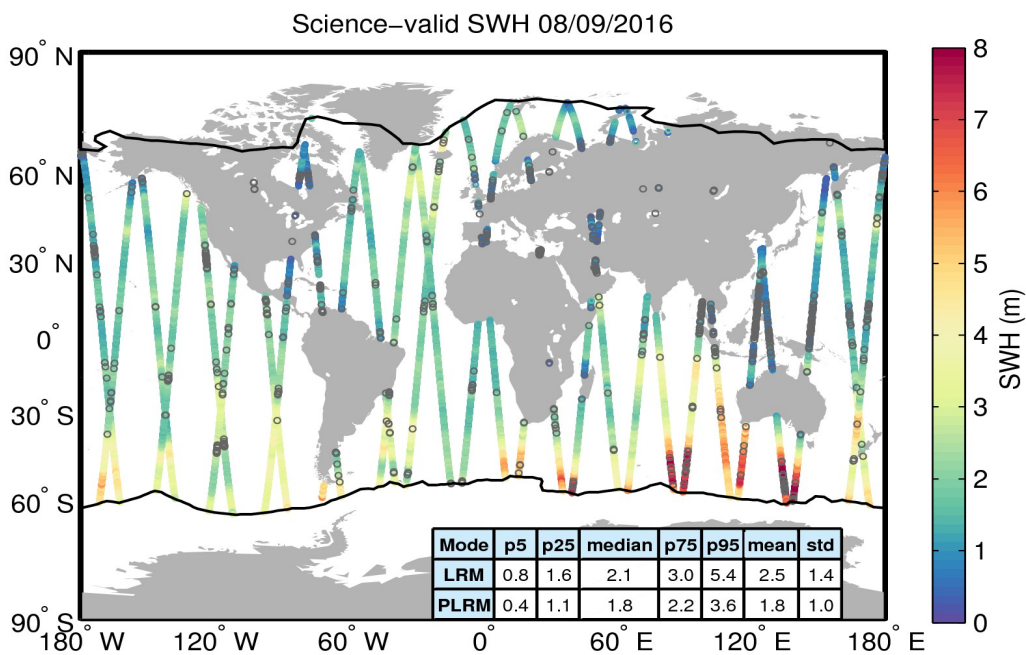 Science−valid SWH 08/09/2016
90° N
60° N
30° N
0°
30° S
60° S
90° S
180° W
120° W
60° W
0°
60° E
120° E
180° E
8
7
6
5
4
3
2
1
0
SWH (m)
Mode p5 p25 median p75 p95 mean std
LRM 0.8 1.6 2.1 3.0 5.4 2.5 1.4
PLRM 0.4 1.1 1.8 2.2 3.6 1.8 1.0